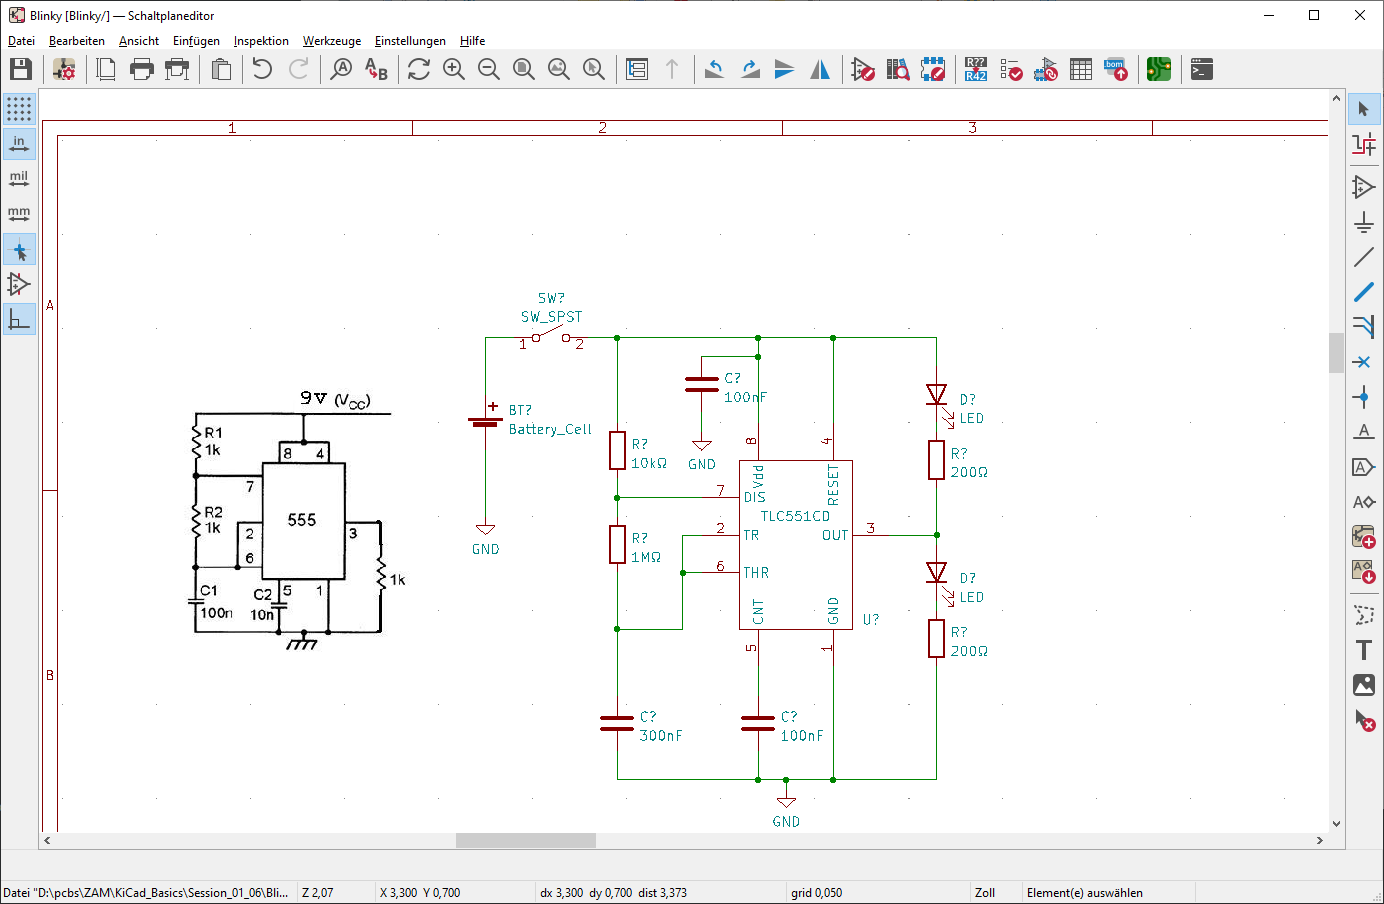 Blinky [Blinky/] — Schaltplaneditor
Datei Bearbeiten Ansicht Einfügen Inspektion Werkzeuge Einstellungen Hilfe
A
A
B
R??
R42
bom
>_
in
mil
mm
1 2 3
A
B
9V (VCC)
R1
1k
8 4
7
R2
1k
555
2
3
6
1k
C1
100n
C2
10n
5 1
SW?
SW_SPST
1 2
BT?
Battery_Cell
GND
C?
100nF
GND
R?
10kΩ
R?
1MΩ
8
4
Vdd
RESET
7 DIS
TLC551CD
2 TR
OUT 3
6 THR
CNT
GND
U?
5
1
D?
LED
R?
200Ω
D?
LED
R?
200Ω
C?
300nF
C?
100nF
GND
A
A
A
A
T
Datei "D:\pcbs\ZAM\KiCad_Basics\Session_01_06\Bli... Z 2,07 X 3,300 Y 0,700 dx 3,300 dy 0,700 dist 3,373 grid 0,050 Zoll Element(e) auswählen